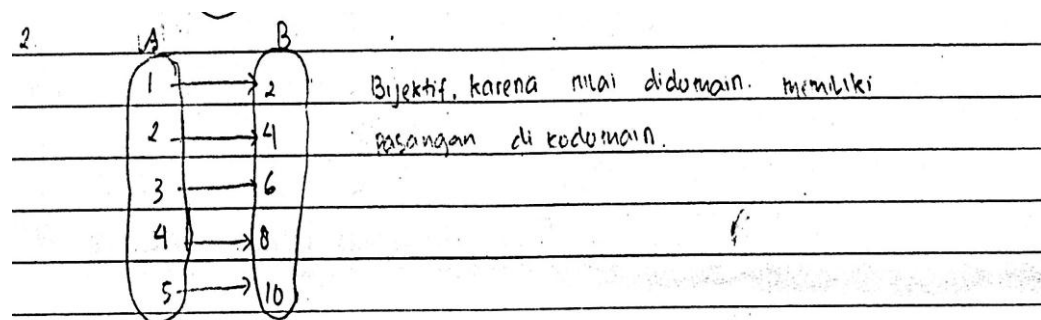 2. A B
1 → 2 Bijektif, karena nilai didomain. memiliki
2 → 4 pasangan di kodomain.
3 → 6
4 → 8
5 → 10